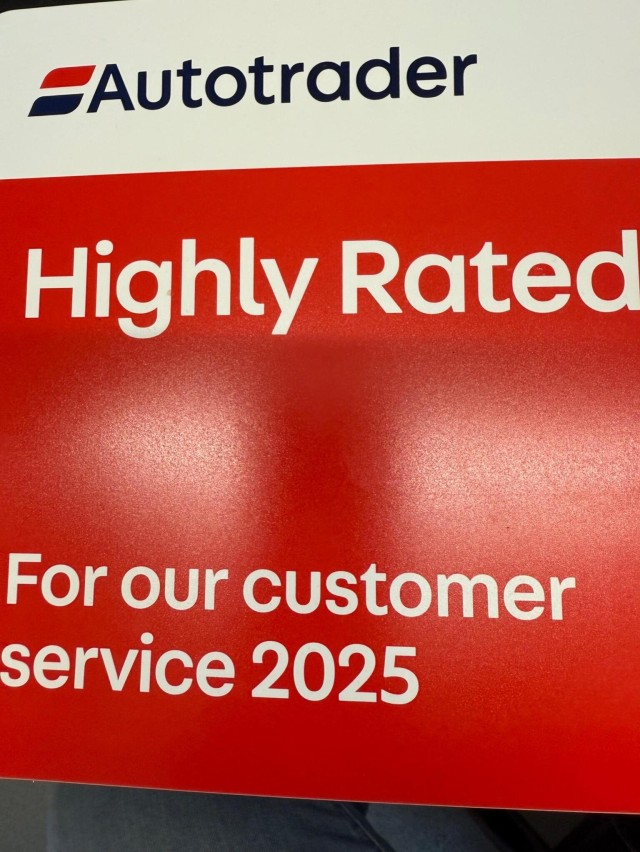 Autotrader
Highly Rated
For our customer
service 2025